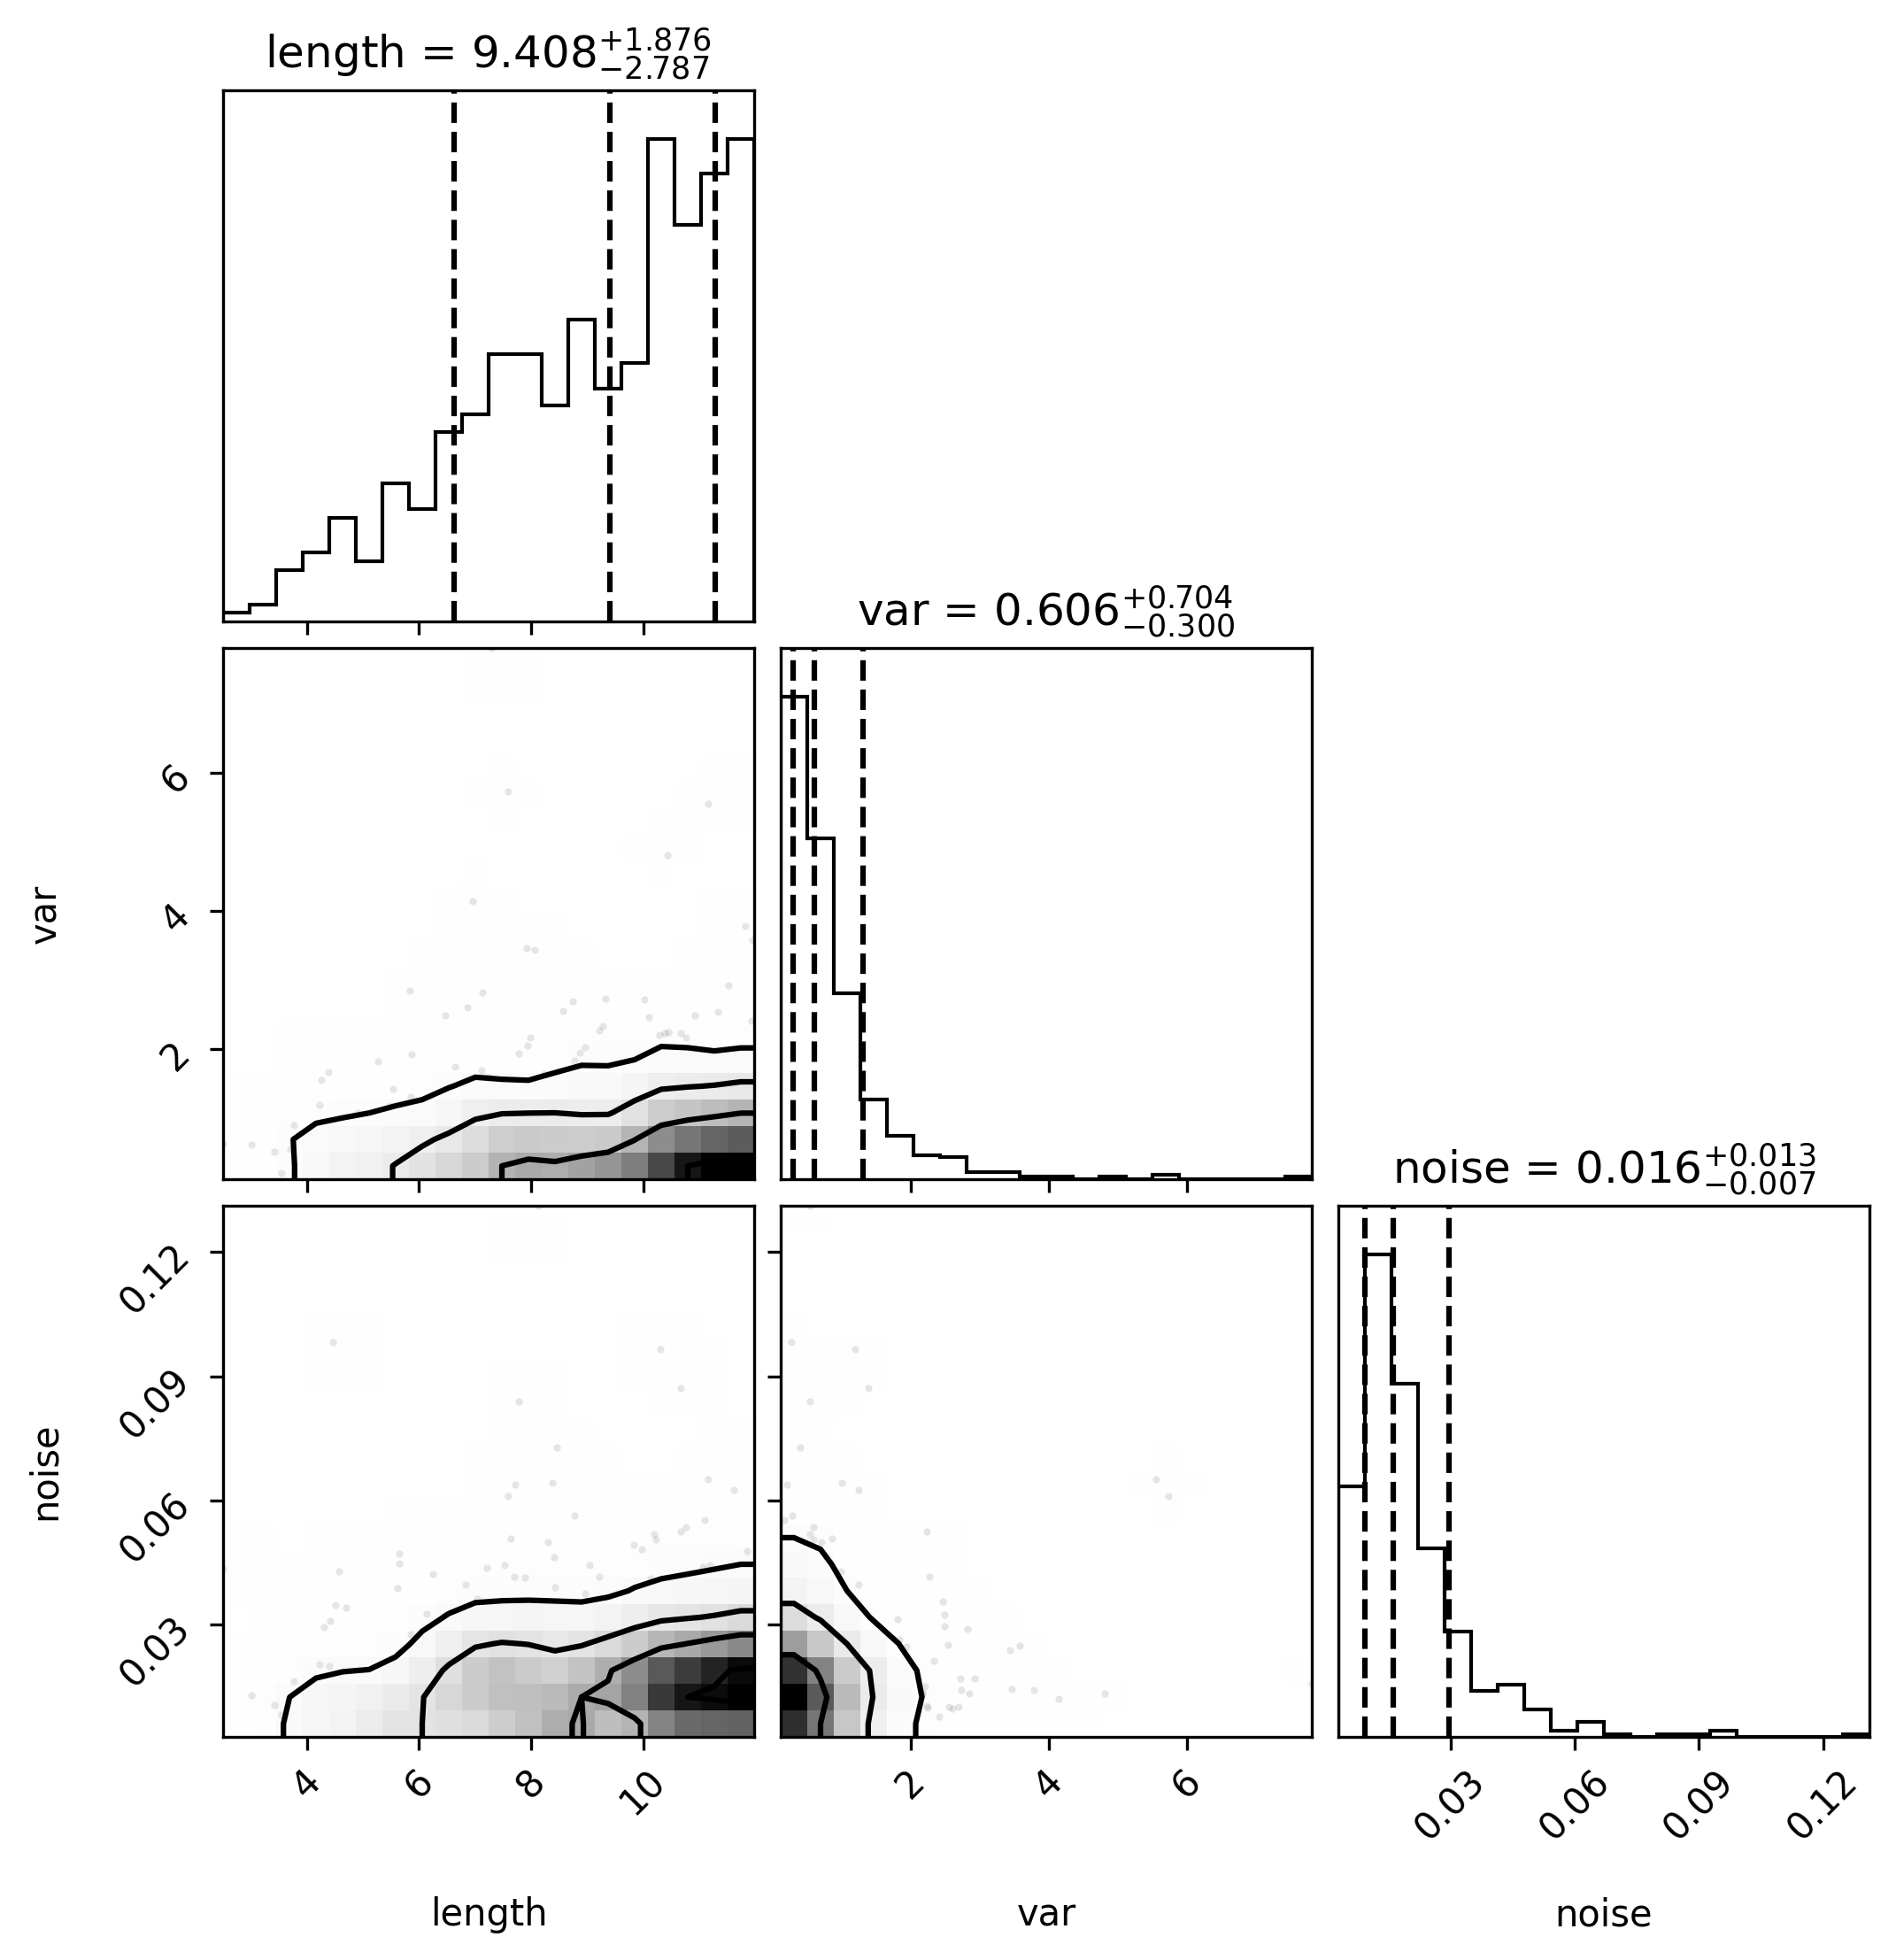 length = 9.408 +1.876 −2.787
var = 0.606 +0.704 −0.300
6
4
2
var
noise = 0.016 +0.013 −0.007
0.12
0.09
0.06
0.03
noise
4 6 8 10
2 4 6
0.03 0.06 0.09 0.12
length var noise